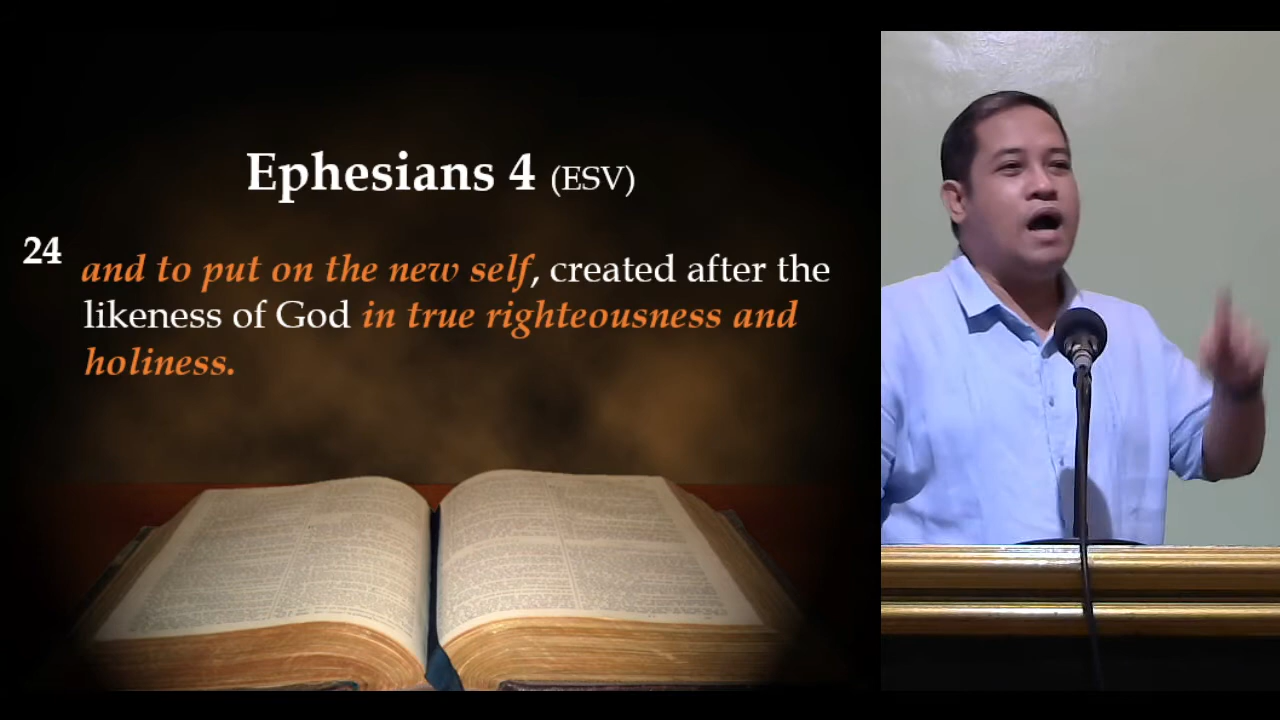 Ephesians 4 (ESV)
24 and to put on the new self, created after the
likeness of God in true righteousness and
holiness.